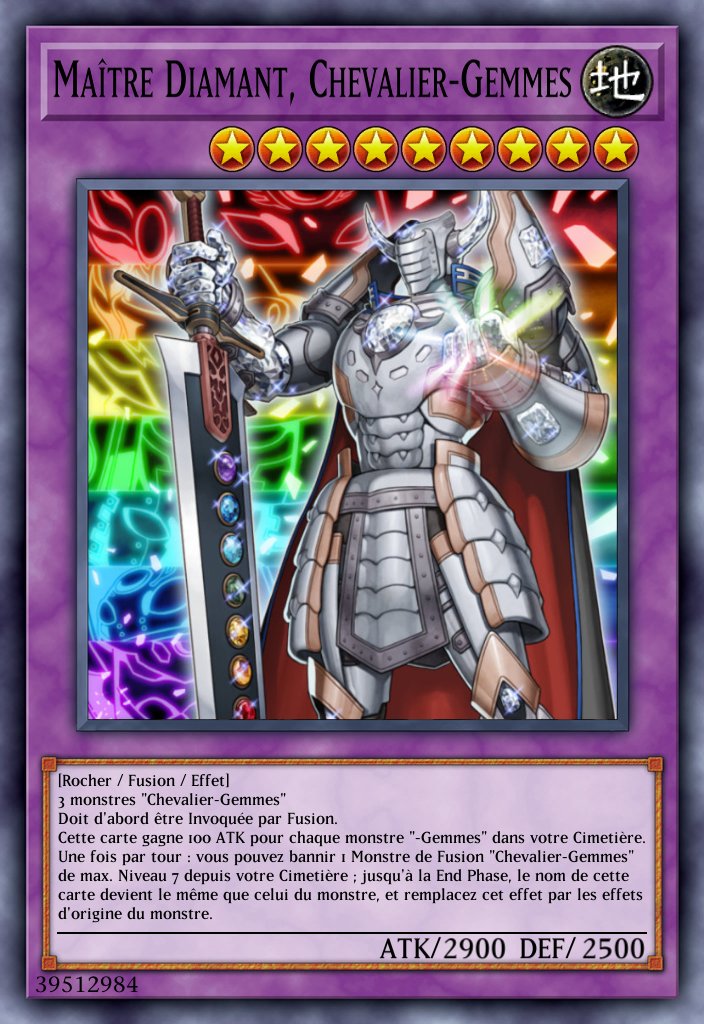 Maître Diamant, Chevalier-Gemmes
地
[Rocher / Fusion / Effet]
3 monstres "Chevalier-Gemmes"
Doit d'abord être Invoquée par Fusion.
Cette carte gagne 100 ATK pour chaque monstre "-Gemmes" dans votre Cimetière.
Une fois par tour : vous pouvez bannir 1 Monstre de Fusion "Chevalier-Gemmes"
de max. Niveau 7 depuis votre Cimetière ; jusqu'à la End Phase, le nom de cette
carte devient le même que celui du monstre, et remplacez cet effet par les effets
d'origine du monstre.
ATK/2900 DEF/2500
39512984